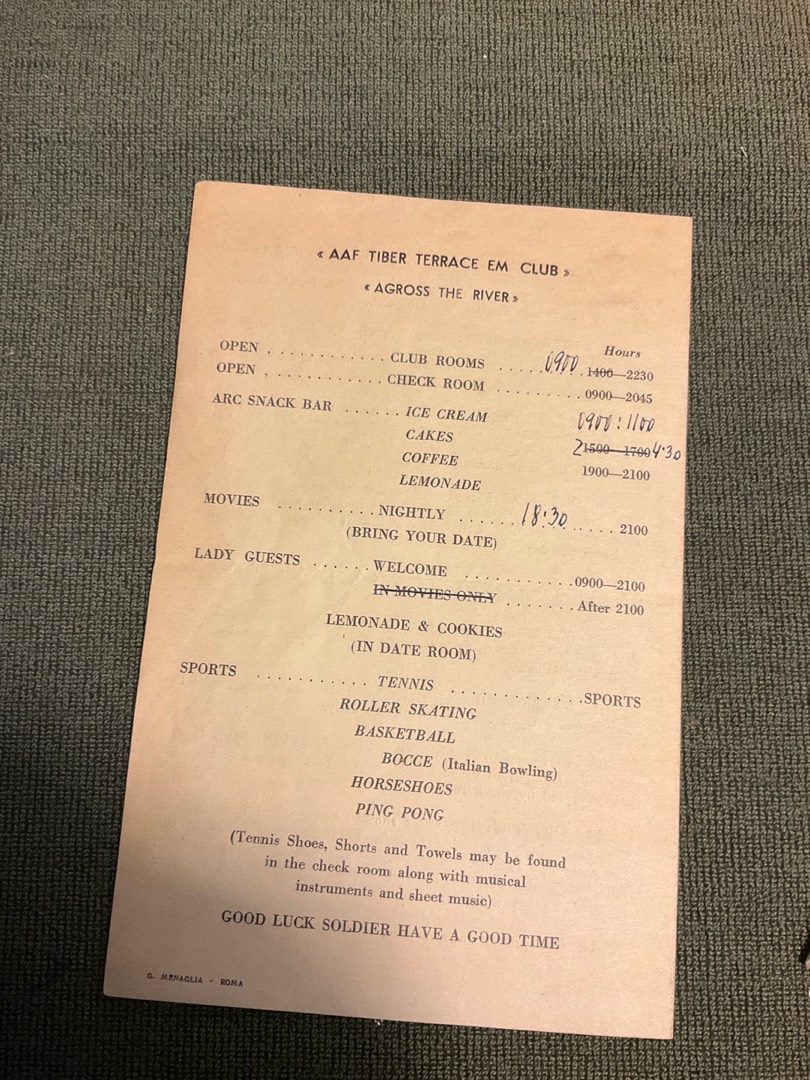 « AAF TIBER TERRACE EM CLUB »
« AGROSS THE RIVER »
Hours
OPEN . . . . . . . . . . . . CLUB ROOMS . . . . . 0900 . . 1400—2230
OPEN . . . . . . . . . . . . CHECK ROOM . . . . . . . . . 0900—2045
ARC SNACK BAR . . . . . . ICE CREAM 0900:1100
CAKES 2 1500—1700 4·30
COFFEE 1900—2100
LEMONADE
MOVIES . . . . . . . . . . NIGHTLY . . . . . . 18:30 . . . . . 2100
(BRING YOUR DATE)
LADY GUESTS . . . . . . WELCOME . . . . . . . . . . . 0900—2100
IN MOVIES ONLY . . . . . . . After 2100
LEMONADE & COOKIES
(IN DATE ROOM)
SPORTS . . . . . . . . . . . TENNIS . . . . . . . . . . . . . SPORTS
ROLLER SKATING
BASKETBALL
BOCCE (Italian Bowling)
HORSESHOES
PING PONG
(Tennis Shoes, Shorts and Towels may be found
in the check room along with musical
instruments and sheet music)
GOOD LUCK SOLDIER HAVE A GOOD TIME
G. MENAGLIA - ROMA